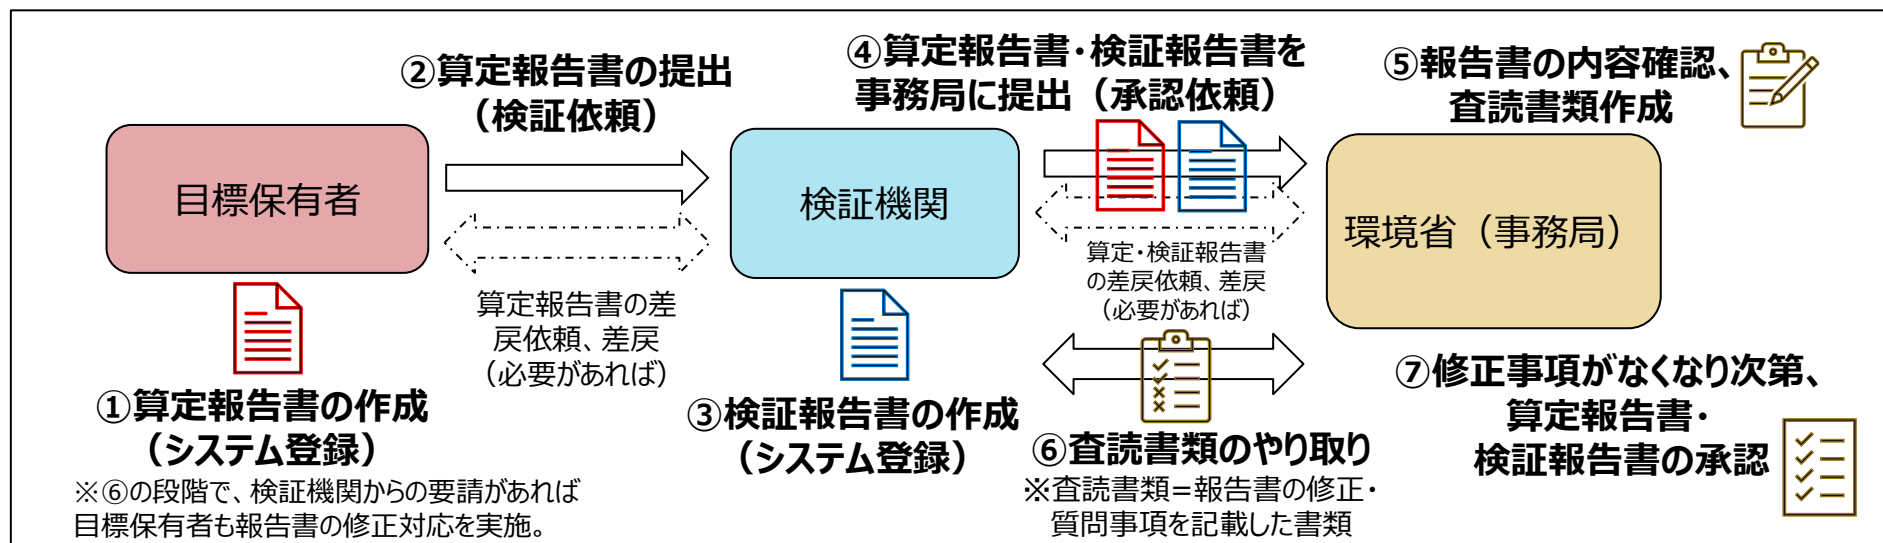 ②算定報告書の提出
（検証依頼）
④算定報告書・検証報告書を
事務局に提出（承認依頼）
⑤報告書の内容確認、
査読書類作成
目標保有者
検証機関
環境省（事務局）
算定報告書の差
戻依頼、差戻
（必要があれば）
算定・検証報告書
の差戻依頼、差戻
（必要があれば）
①算定報告書の作成
（システム登録）
※⑥の段階で、検証機関からの要請があれば
目標保有者も報告書の修正対応を実施。
③検証報告書の作成
（システム登録）
⑥査読書類のやり取り
※査読書類＝報告書の修正・
質問事項を記載した書類
⑦修正事項がなくなり次第、
算定報告書・
検証報告書の承認